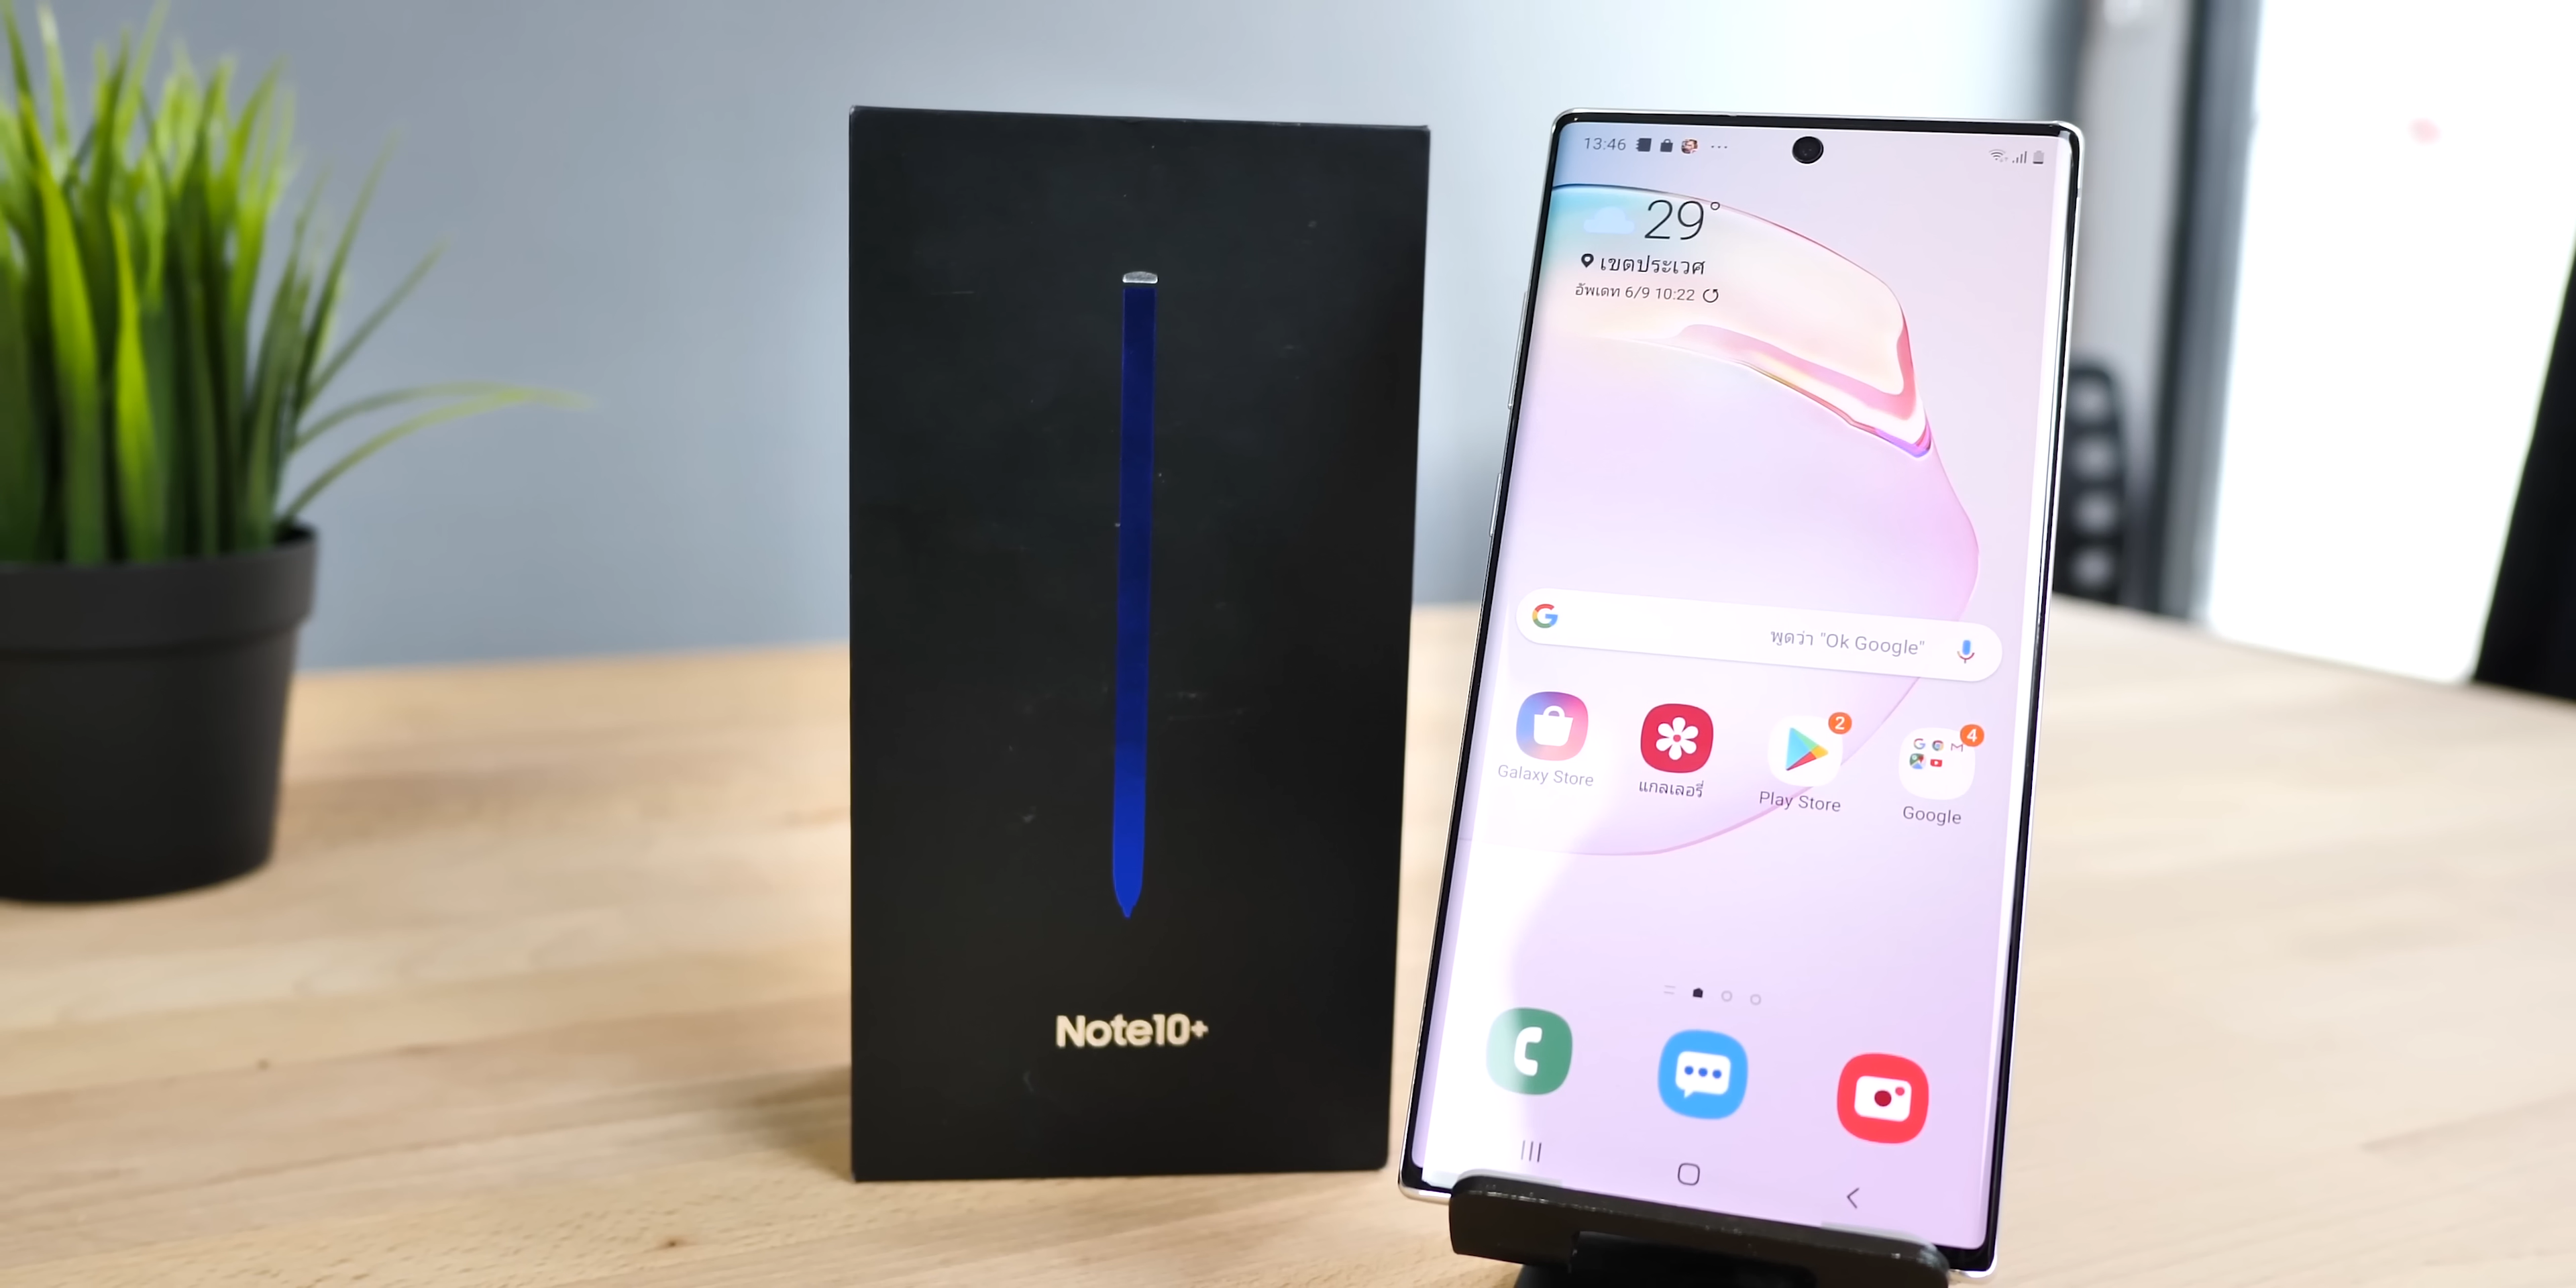 Note10+
13:46
29°
เขตประเวศ
อัพเดท 6/9 10:22
พูดว่า "Ok Google"
Galaxy Store
แกลเลอรี่
Play Store
2
Google
4